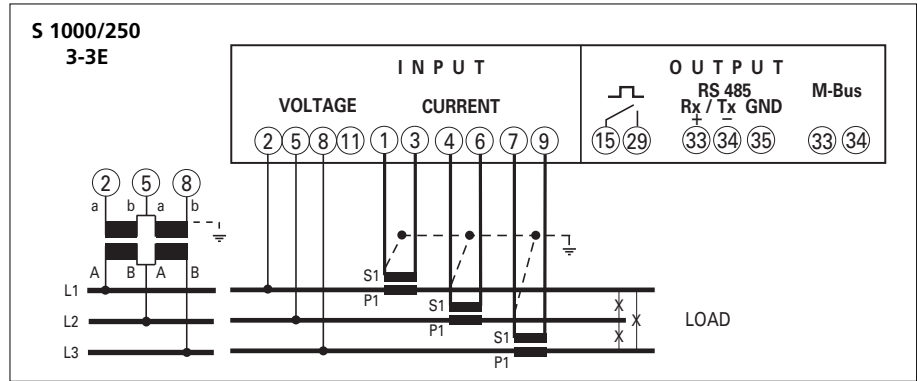 S 1000/250
3-3E
INPUT
OUTPUT
VOLTAGE
CURRENT
RS 485
Rx / Tx GND
+ −
M-Bus
2 5 8 11 1 3 4 6 7 9
15 29 33 34 35 33 34
2 5 8
a b a b
A B A B
S1
P1
S1
P1
S1
P1
L1
L2
L3
X
X
X
LOAD